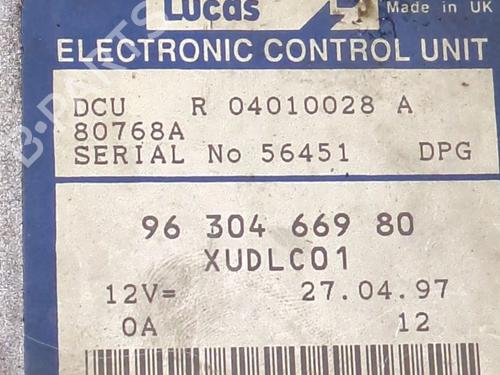 Lucas
Made in UK
ELECTRONIC CONTROL UNIT
DCU R 04010028 A
80768A
SERIAL No 56451 DPG
96 304 669 80
XUDLC01
12V= 27.04.97
0A 12
B-PARTS